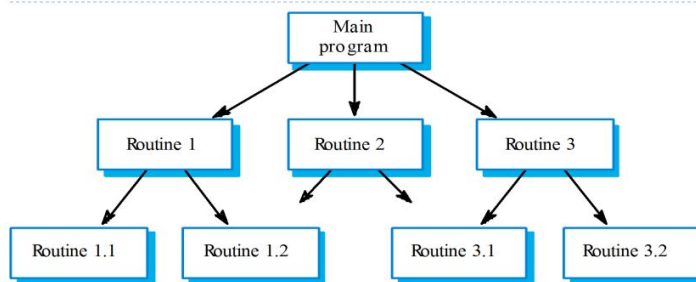 Main
program
Routine 1
Routine 2
Routine 3
Routine 1.1
Routine 1.2
Routine 3.1
Routine 3.2